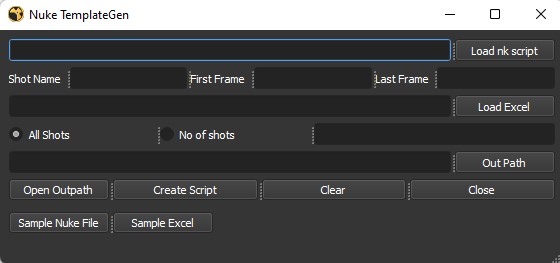 Nuke TemplateGen
Load nk script
Shot Name First Frame Last Frame
Load Excel
All Shots No of shots
Out Path
Open Outpath Create Script Clear Close
Sample Nuke File Sample Excel